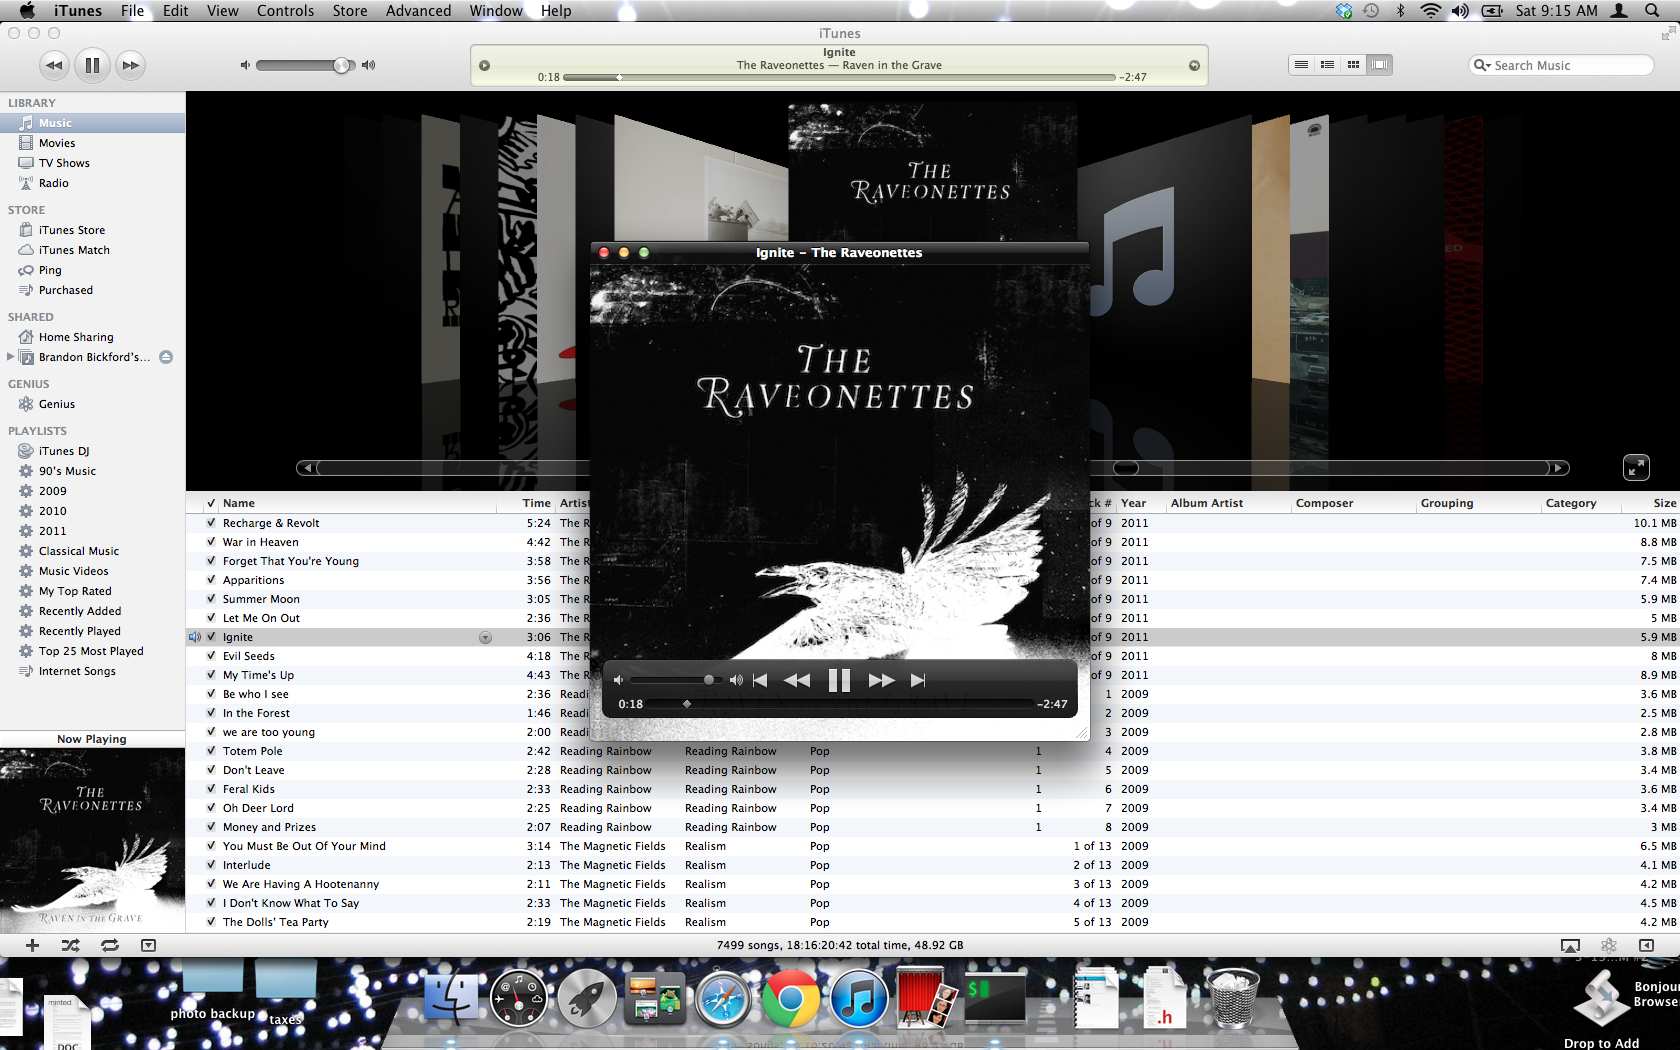 iTunes File Edit View Controls Store Advanced Window Help Sat 9:15 AM
iTunes
Ignite
The Raveonettes — Raven in the Grave
0:18 -2:47
Search Music
LIBRARY
Music
Movies
TV Shows
Radio
STORE
iTunes Store
iTunes Match
Ping
Purchased
SHARED
Home Sharing
Brandon Bickford's...
GENIUS
Genius
PLAYLISTS
iTunes DJ
90's Music
2009
2010
2011
Classical Music
Music Videos
My Top Rated
Recently Added
Recently Played
Top 25 Most Played
Internet Songs
Now Playing
THE
RAVEONETTES
RAVEN IN THE GRAVE
THE
RAVEONETTES
Ignite – The Raveonettes
THE
RAVEONETTES
0:18 -2:47
Name Time Artis ck # Year Album Artist Composer Grouping Category Size
Recharge & Revolt 5:24 The R of 9 2011 10.1 MB
War in Heaven 4:42 The R of 9 2011 8.8 MB
Forget That You're Young 3:58 The R of 9 2011 7.5 MB
Apparitions 3:56 The R of 9 2011 7.4 MB
Summer Moon 3:05 The R of 9 2011 5.9 MB
Let Me On Out 2:36 The R of 9 2011 5 MB
Ignite 3:06 The R of 9 2011 5.9 MB
Evil Seeds 4:18 The R of 9 2011 8 MB
My Time's Up 4:43 The R of 9 2011 8.9 MB
Be who I see 2:36 Readi 1 2009 3.6 MB
In the Forest 1:46 Readi 2 2009 2.5 MB
we are too young 2:00 Readi 3 2009 2.8 MB
Totem Pole 2:42 Reading Rainbow Reading Rainbow Pop 1 4 2009 3.8 MB
Don't Leave 2:28 Reading Rainbow Reading Rainbow Pop 1 5 2009 3.4 MB
Feral Kids 2:33 Reading Rainbow Reading Rainbow Pop 1 6 2009 3.6 MB
Oh Deer Lord 2:25 Reading Rainbow Reading Rainbow Pop 1 7 2009 3.4 MB
Money and Prizes 2:07 Reading Rainbow Reading Rainbow Pop 1 8 2009 3 MB
You Must Be Out Of Your Mind 3:14 The Magnetic Fields Realism Pop 1 of 13 2009 6.5 MB
Interlude 2:13 The Magnetic Fields Realism Pop 2 of 13 2009 4.1 MB
We Are Having A Hootenanny 2:11 The Magnetic Fields Realism Pop 3 of 13 2009 4.2 MB
I Don't Know What To Say 2:33 The Magnetic Fields Realism Pop 4 of 13 2009 4.5 MB
The Dolls' Tea Party 2:19 The Magnetic Fields Realism Pop 5 of 13 2009 4.2 MB
7499 songs, 18:16:20:42 total time, 48.92 GB
minted
DOC
photo backup
taxes
$
.h
Bonjour
Browse
Drop to Add